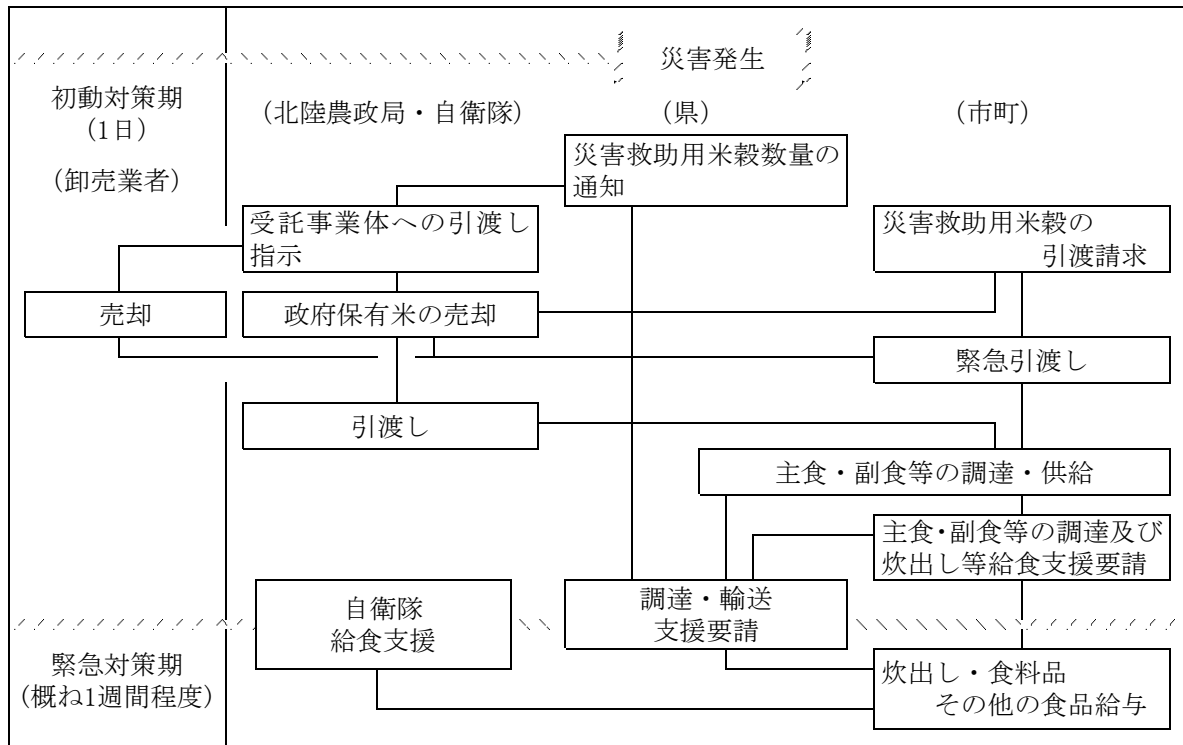 災害発生
初動対策期
(1日)
(北陸農政局・自衛隊)
(県)
(市町)
(卸売業者)
災害救助用米穀数量の
通知
受託事業体への引渡し
指示
災害救助用米穀の
引渡請求
売却
政府保有米の売却
緊急引渡し
引渡し
主食・副食等の調達・供給
主食・副食等の調達及び
炊出し等給食支援要請
自衛隊
給食支援
調達・輸送
支援要請
緊急対策期
(概ね1週間程度)
炊出し・食料品
その他の食品給与